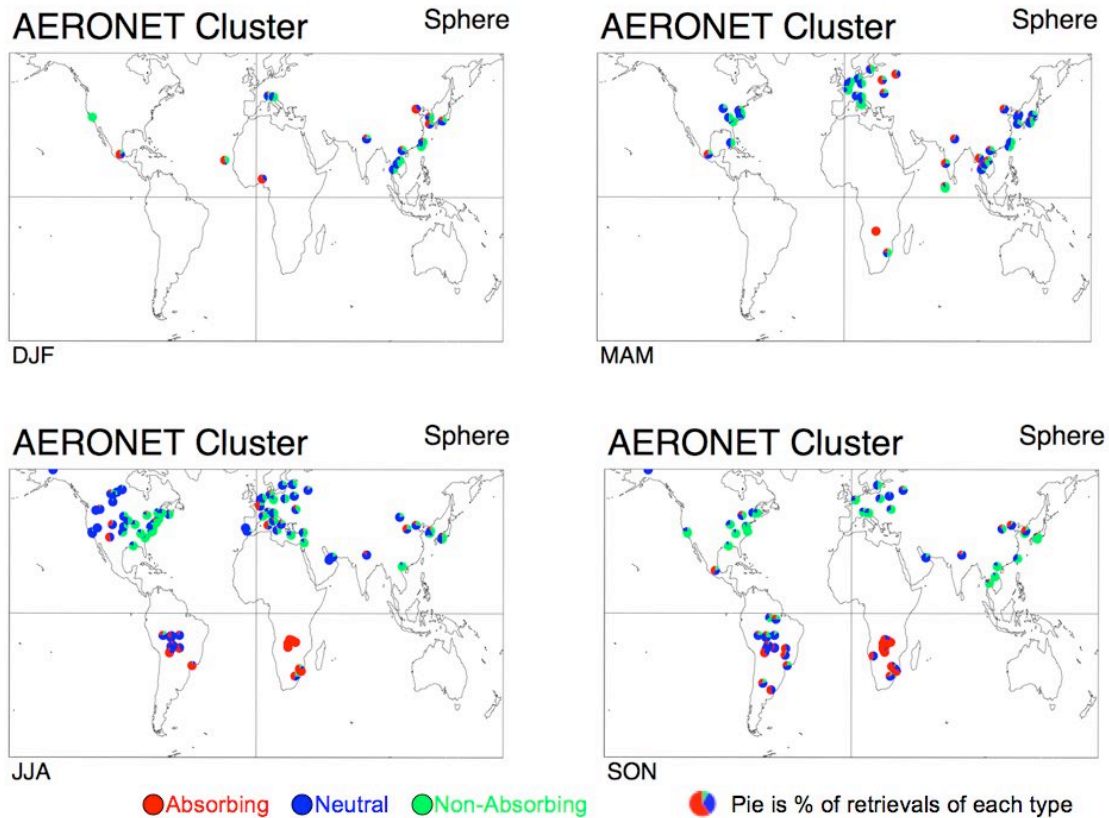 AERONET Cluster Sphere
DJF
AERONET Cluster Sphere
MAM
AERONET Cluster Sphere
JJA
AERONET Cluster Sphere
SON
Absorbing Neutral Non-Absorbing Pie is % of retrievals of each type